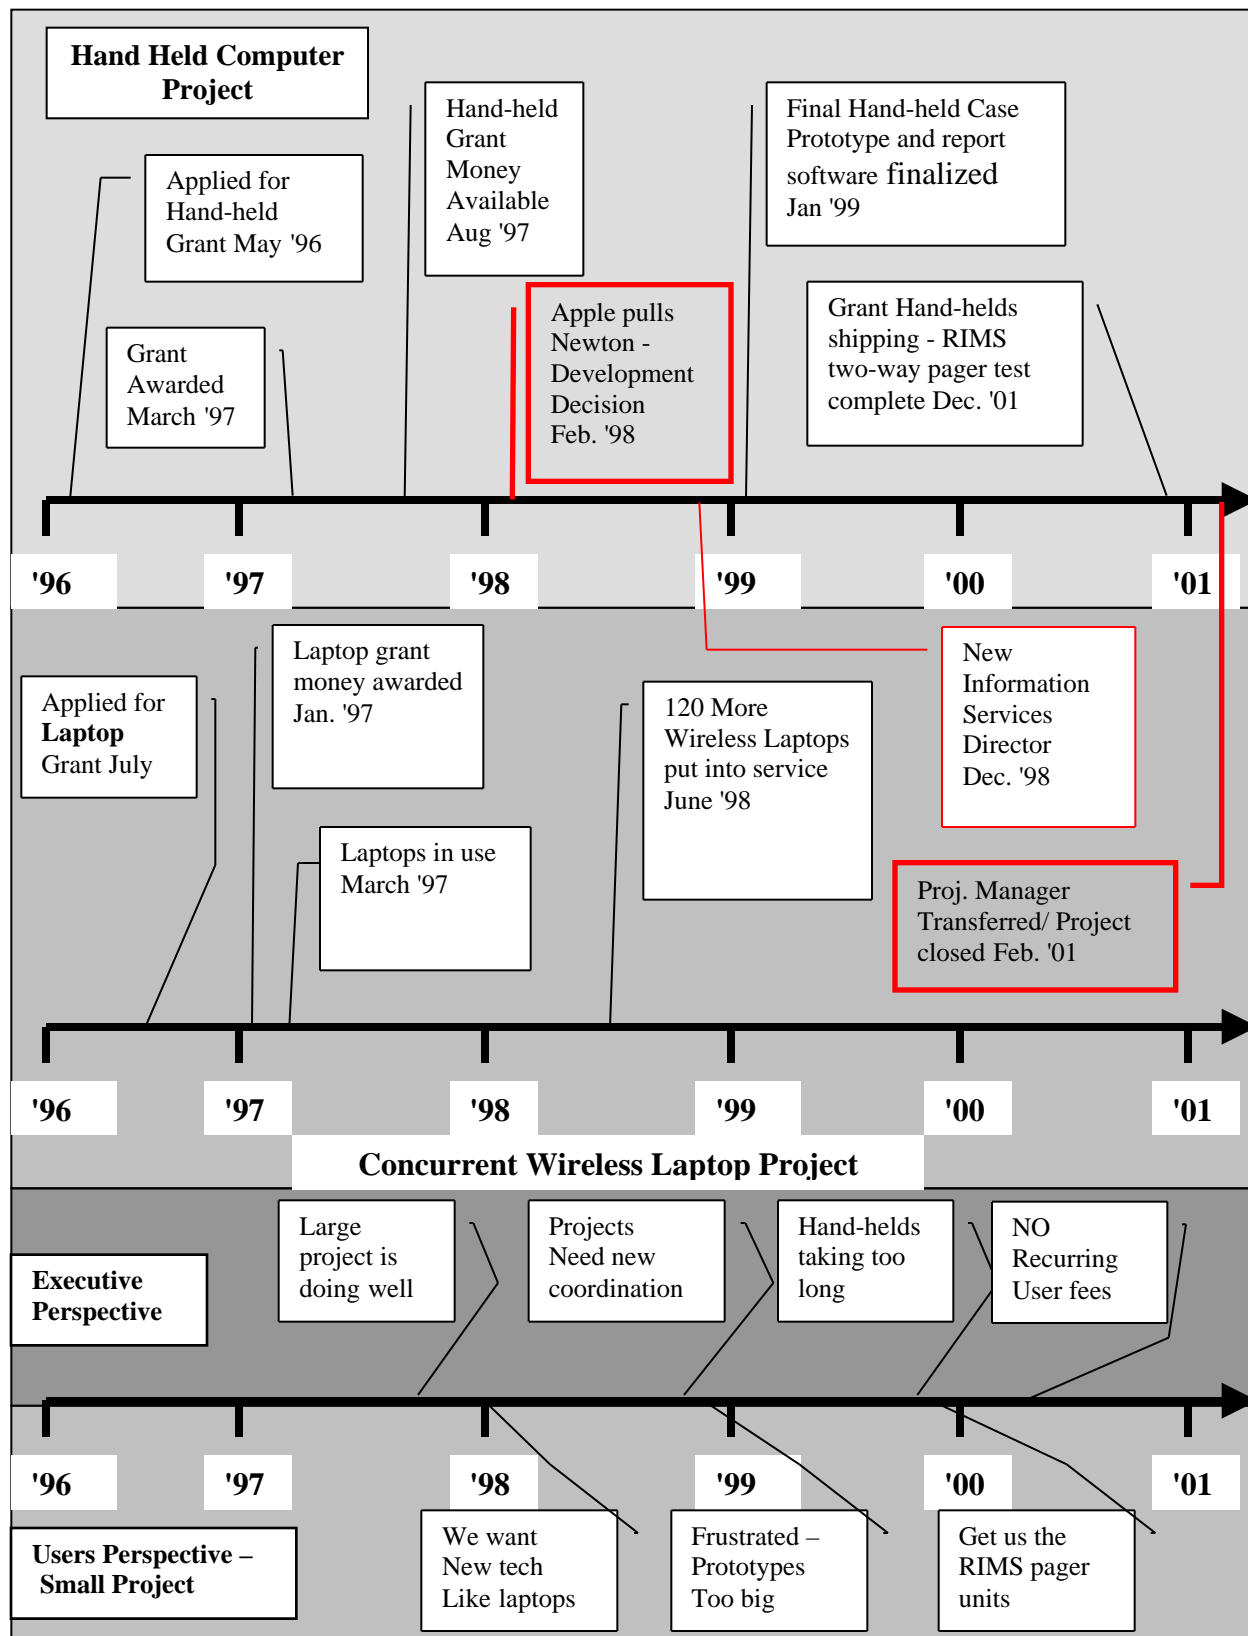 Hand Held Computer
Project
Applied for
Hand-held
Grant May '96
Grant
Awarded
March '97
Hand-held
Grant
Money
Available
Aug '97
Apple pulls
Newton -
Development
Decision
Feb. '98
Final Hand-held Case
Prototype and report
software finalized
Jan '99
Grant Hand-helds
shipping - RIMS
two-way pager test
complete Dec. '01
'96 '97 '98 '99 '00 '01
Applied for
Laptop
Grant July
Laptop grant
money awarded
Jan. '97
Laptops in use
March '97
120 More
Wireless Laptops
put into service
June '98
New
Information
Services
Director
Dec. '98
Proj. Manager
Transferred/ Project
closed Feb. '01
'96 '97 '98 '99 '00 '01
Concurrent Wireless Laptop Project
Executive
Perspective
Large
project is
doing well
Projects
Need new
coordination
Hand-helds
taking too
long
NO
Recurring
User fees
'96 '97 '98 '99 '00 '01
Users Perspective –
Small Project
We want
New tech
Like laptops
Frustrated –
Prototypes
Too big
Get us the
RIMS pager
units